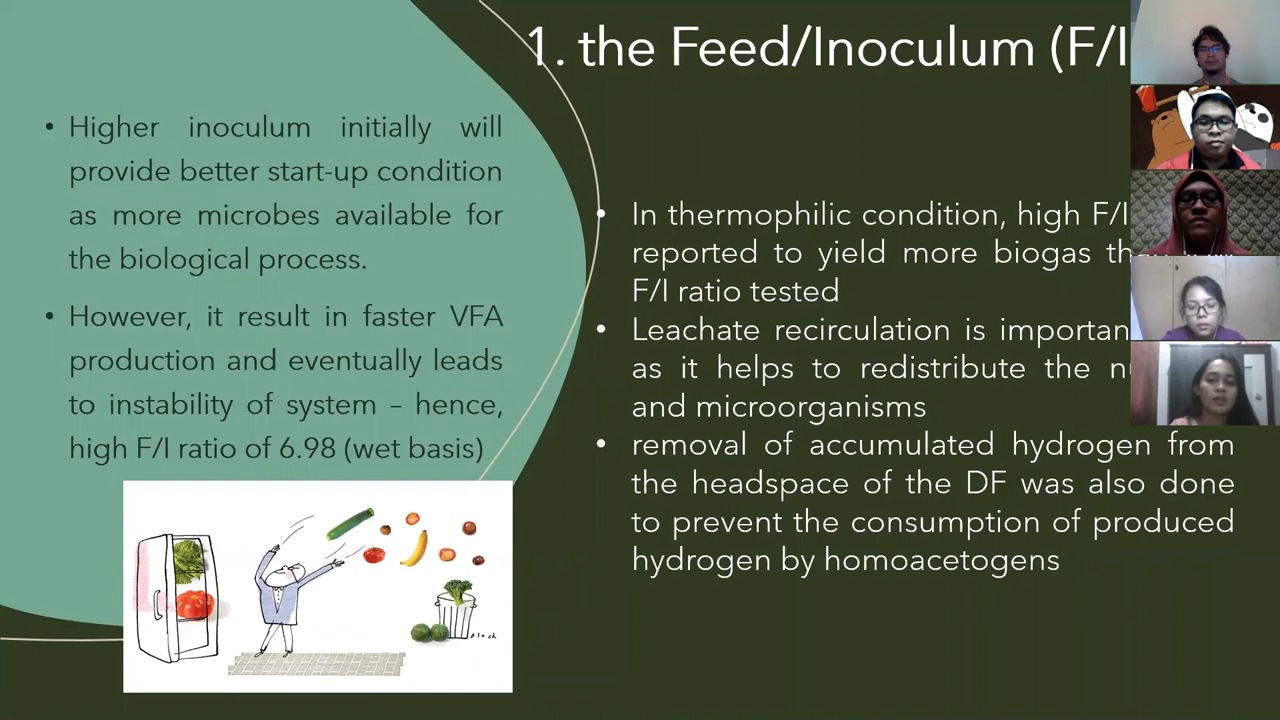 1. the Feed/Inoculum (F/I
• Higher inoculum initially will
provide better start-up condition
as more microbes available for
the biological process.
• However, it result in faster VFA
production and eventually leads
to instability of system – hence,
high F/I ratio of 6.98 (wet basis)
• In thermophilic condition, high F/I
reported to yield more biogas
F/I ratio tested
• Leachate recirculation is
as it helps to redistribute the
and microorganisms
• removal of accumulated hydrogen from
the headspace of the DF was also done
to prevent the consumption of produced
hydrogen by homoacetogens